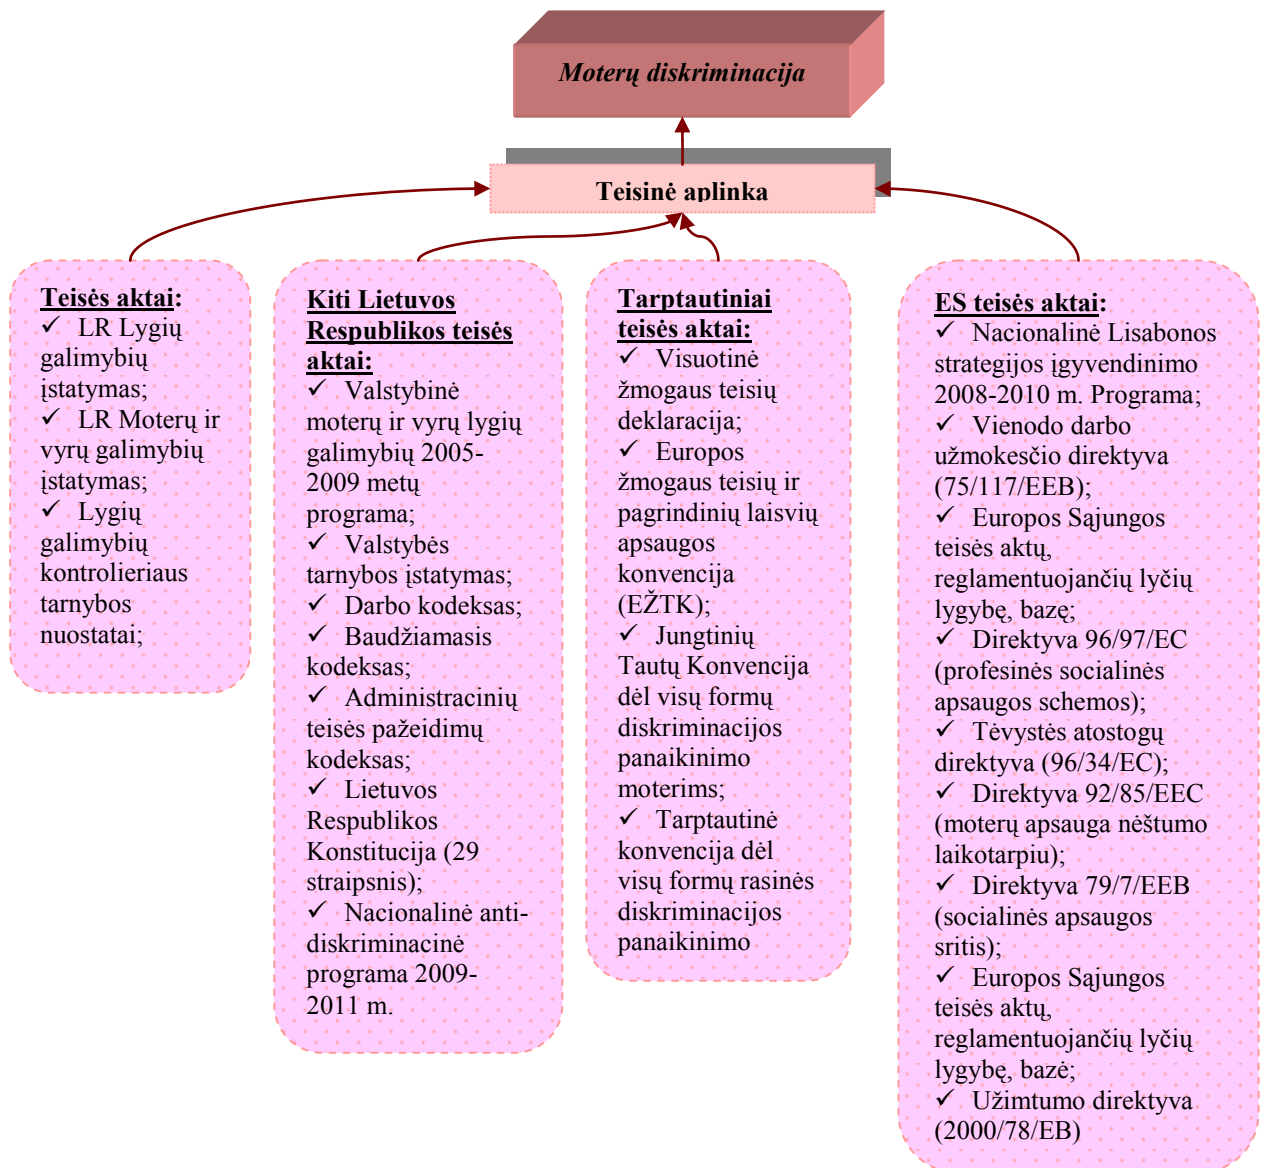 Moterų diskriminacija
Teisinė aplinka
Teisės aktai:
✓ LR Lygių
galimybių
įstatymas;
✓ LR Moterų ir
vyrų galimybių
įstatymas;
✓ Lygių
galimybių
kontrolieriaus
tarnybos
nuostatai;
Kiti Lietuvos
Respublikos teisės
aktai:
✓ Valstybinė
moterų ir vyrų lygių
galimybių 2005-
2009 metų
programa;
✓ Valstybės
tarnybos įstatymas;
✓ Darbo kodeksas;
✓ Baudžiamasis
kodeksas;
✓ Administracinių
teisės pažeidimų
kodeksas;
✓ Lietuvos
Respublikos
Konstitucija (29
straipsnis);
✓ Nacionalinė anti-
diskriminacinė
programa 2009-
2011 m.
Tarptautiniai
teisės aktai:
✓ Visuotinė
žmogaus teisių
deklaracija;
✓ Europos
žmogaus teisių ir
pagrindinių laisvių
apsaugos
konvencija
(EŽTK);
✓ Jungtinių
Tautų Konvencija
dėl visų formų
diskriminacijos
panaikinimo
moterims;
✓ Tarptautinė
konvencija dėl
visų formų rasinės
diskriminacijos
panaikinimo
ES teisės aktai:
✓ Nacionalinė Lisabonos
strategijos įgyvendinimo
2008-2010 m. Programa;
✓ Vienodo darbo
užmokesčio direktyva
(75/117/EEB);
✓ Europos Sąjungos
teisės aktų,
reglamentuojančių lyčių
lygybę, bazę;
✓ Direktyva 96/97/EC
(profesinės socialinės
apsaugos schemos);
✓ Tėvystės atostogų
direktyva (96/34/EC);
✓ Direktyva 92/85/EEC
(moterų apsauga nėštumo
laikotarpiu);
✓ Direktyva 79/7/EEB
(socialinės apsaugos
sritis);
✓ Europos Sąjungos
teisės aktų,
reglamentuojančių lyčių
lygybę, bazė;
✓ Užimtumo direktyva
(2000/78/EB)